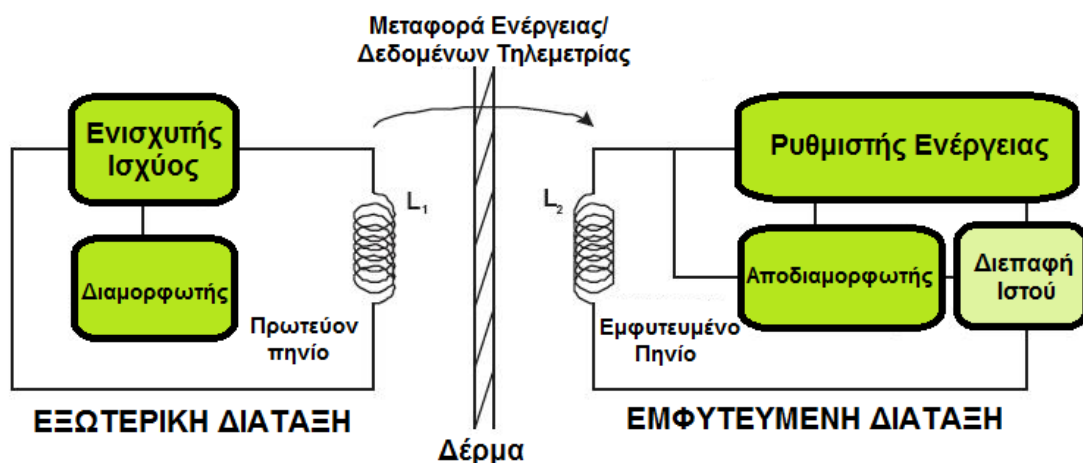 Μεταφορά Ενέργειας/
Δεδομένων Τηλεμετρίας
Ενισχυτής
Ισχύος
Διαμορφωτής
L₁
Πρωτεύον
πηνίο
ΕΞΩΤΕΡΙΚΗ ΔΙΑΤΑΞΗ
Δέρμα
L₂
Εμφυτευμένο
Πηνίο
Ρυθμιστής Ενέργειας
Αποδιαμορφωτής
Διεπαφή
Ιστού
ΕΜΦΥΤΕΥΜΕΝΗ ΔΙΑΤΑΞΗ